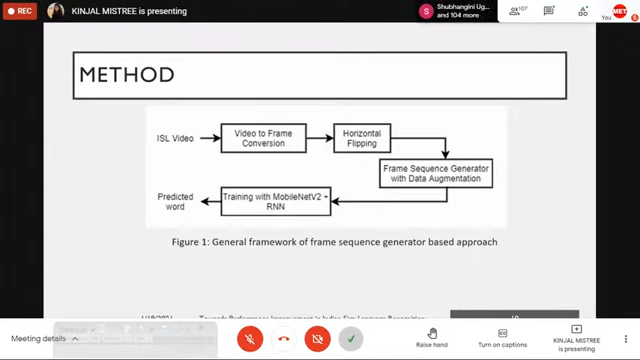 REC
KINJAL MISTREE is presenting
S
Shubhangini Ug...
and 104 more
107
MET
You
METHOD
ISL Video
Video to Frame
Conversion
Horizontal
Flipping
Frame Sequence Generator
with Data Augmentation
Predicted
word
Training with MobileNetV2 +
RNN
Figure 1: General framework of frame sequence generator based approach
Towards Performance Improvement in Indian Sign Language Recognition
10
Meeting details
Raise hand
Turn on captions
KINJAL MISTREE
is presenting